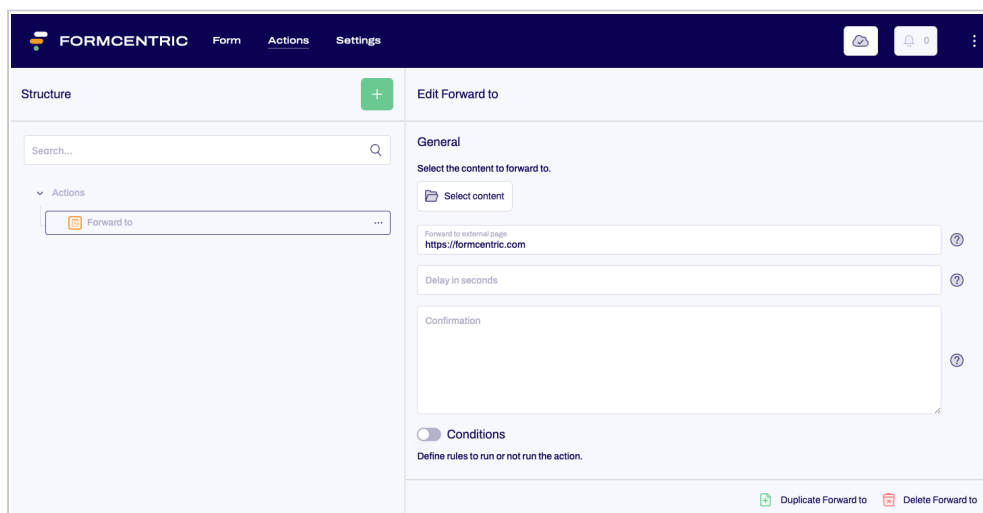 FORMCENTRIC Form Actions Settings 0
Structure
Edit Forward to
Search...
Actions
Forward to
General
Select the content to forward to.
Select content
Forward to external page
https://formcentric.com
Delay in seconds
Confirmation
Conditions
Define rules to run or not run the action.
Duplicate Forward to Delete Forward to